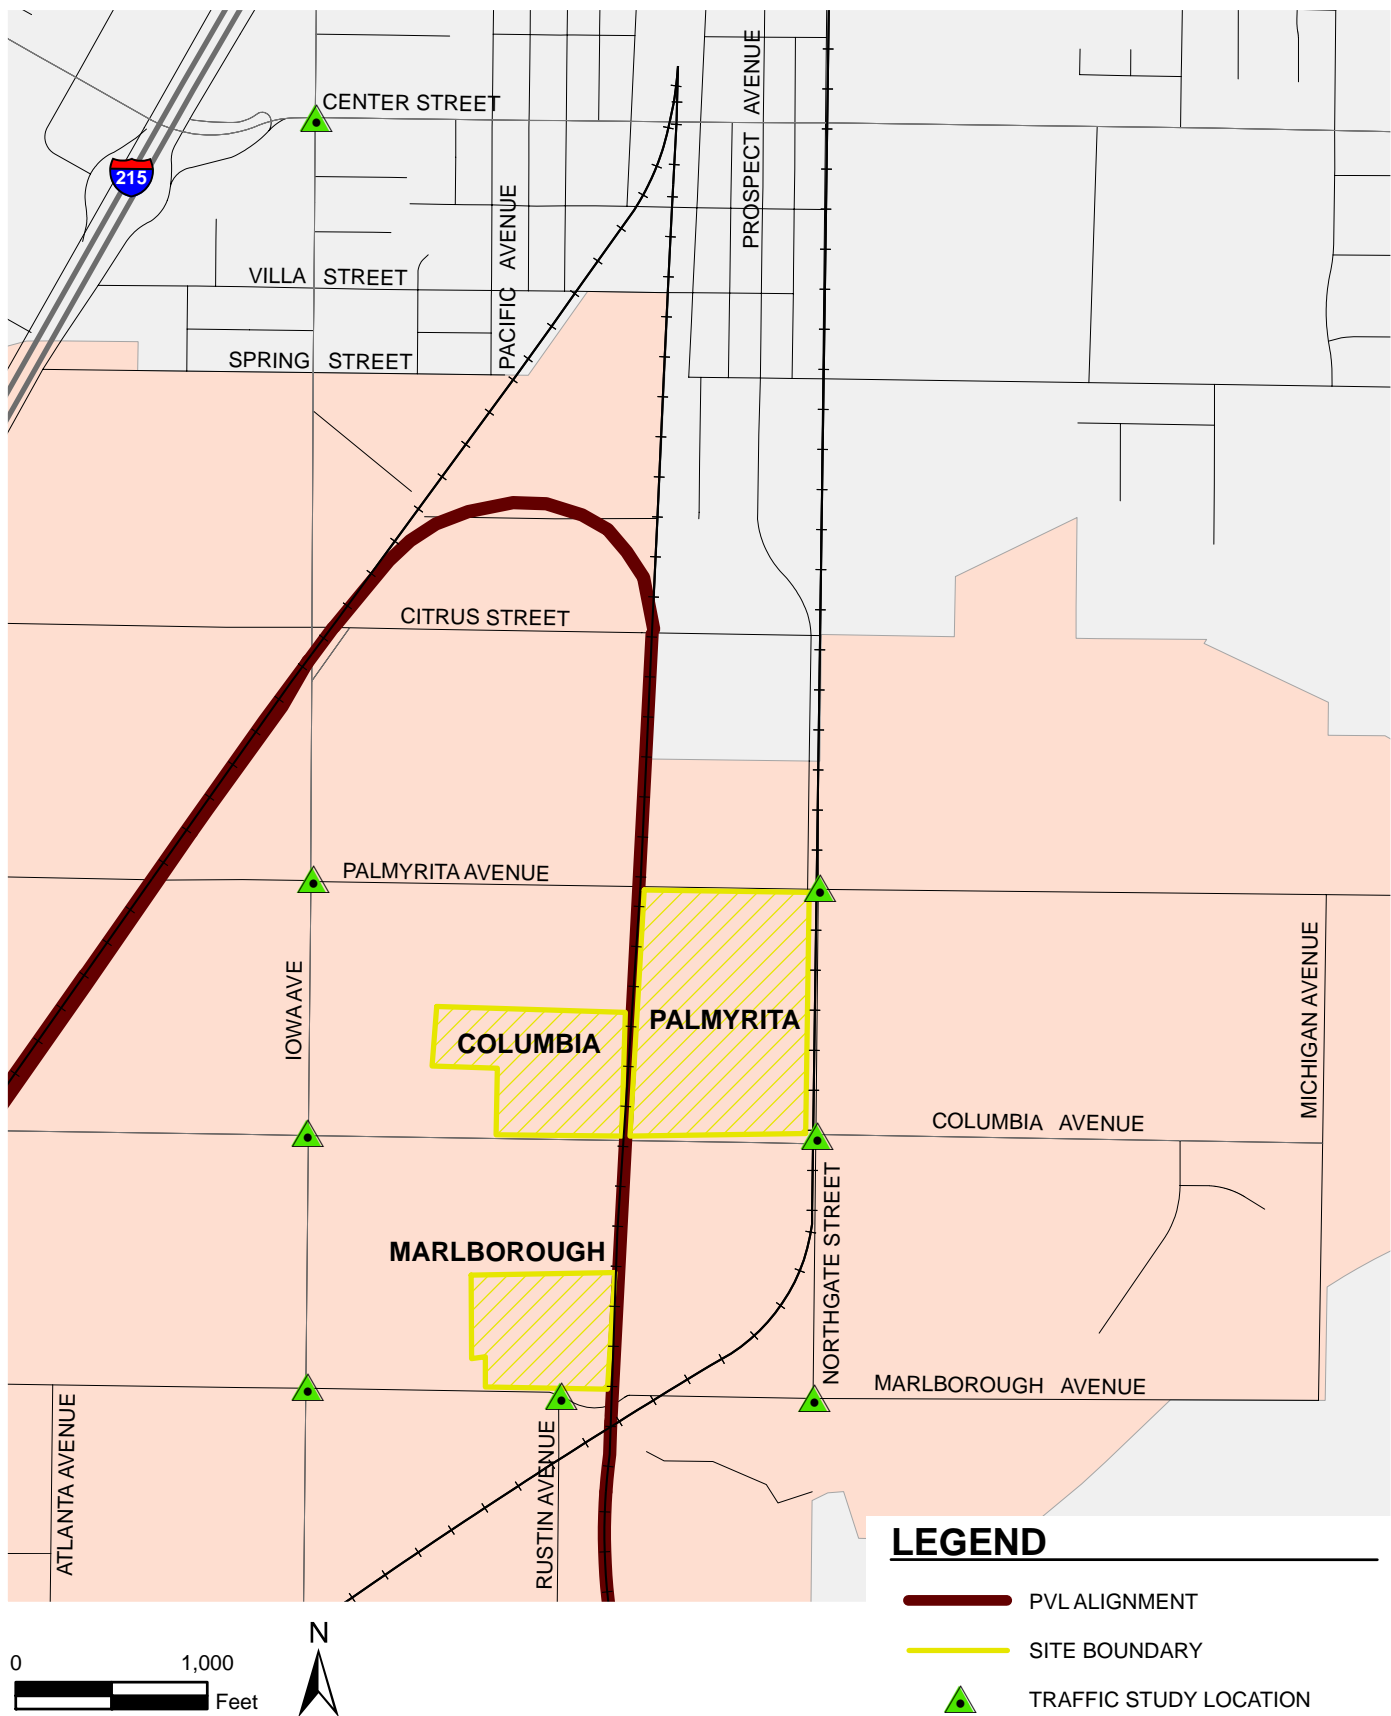 CENTER STREET
PROSPECT AVENUE
215
PACIFIC AVENUE
VILLA STREET
SPRING STREET
CITRUS STREET
PALMYRITA AVENUE
IOWA AVE
PALMYRITA
COLUMBIA
MICHIGAN AVENUE
COLUMBIA AVENUE
NORTHGATE STREET
MARLBOROUGH
MARLBOROUGH AVENUE
ATLANTA AVENUE
RUSTIN AVENUE
LEGEND
PVL ALIGNMENT
SITE BOUNDARY
TRAFFIC STUDY LOCATION
N
0 1,000
Feet